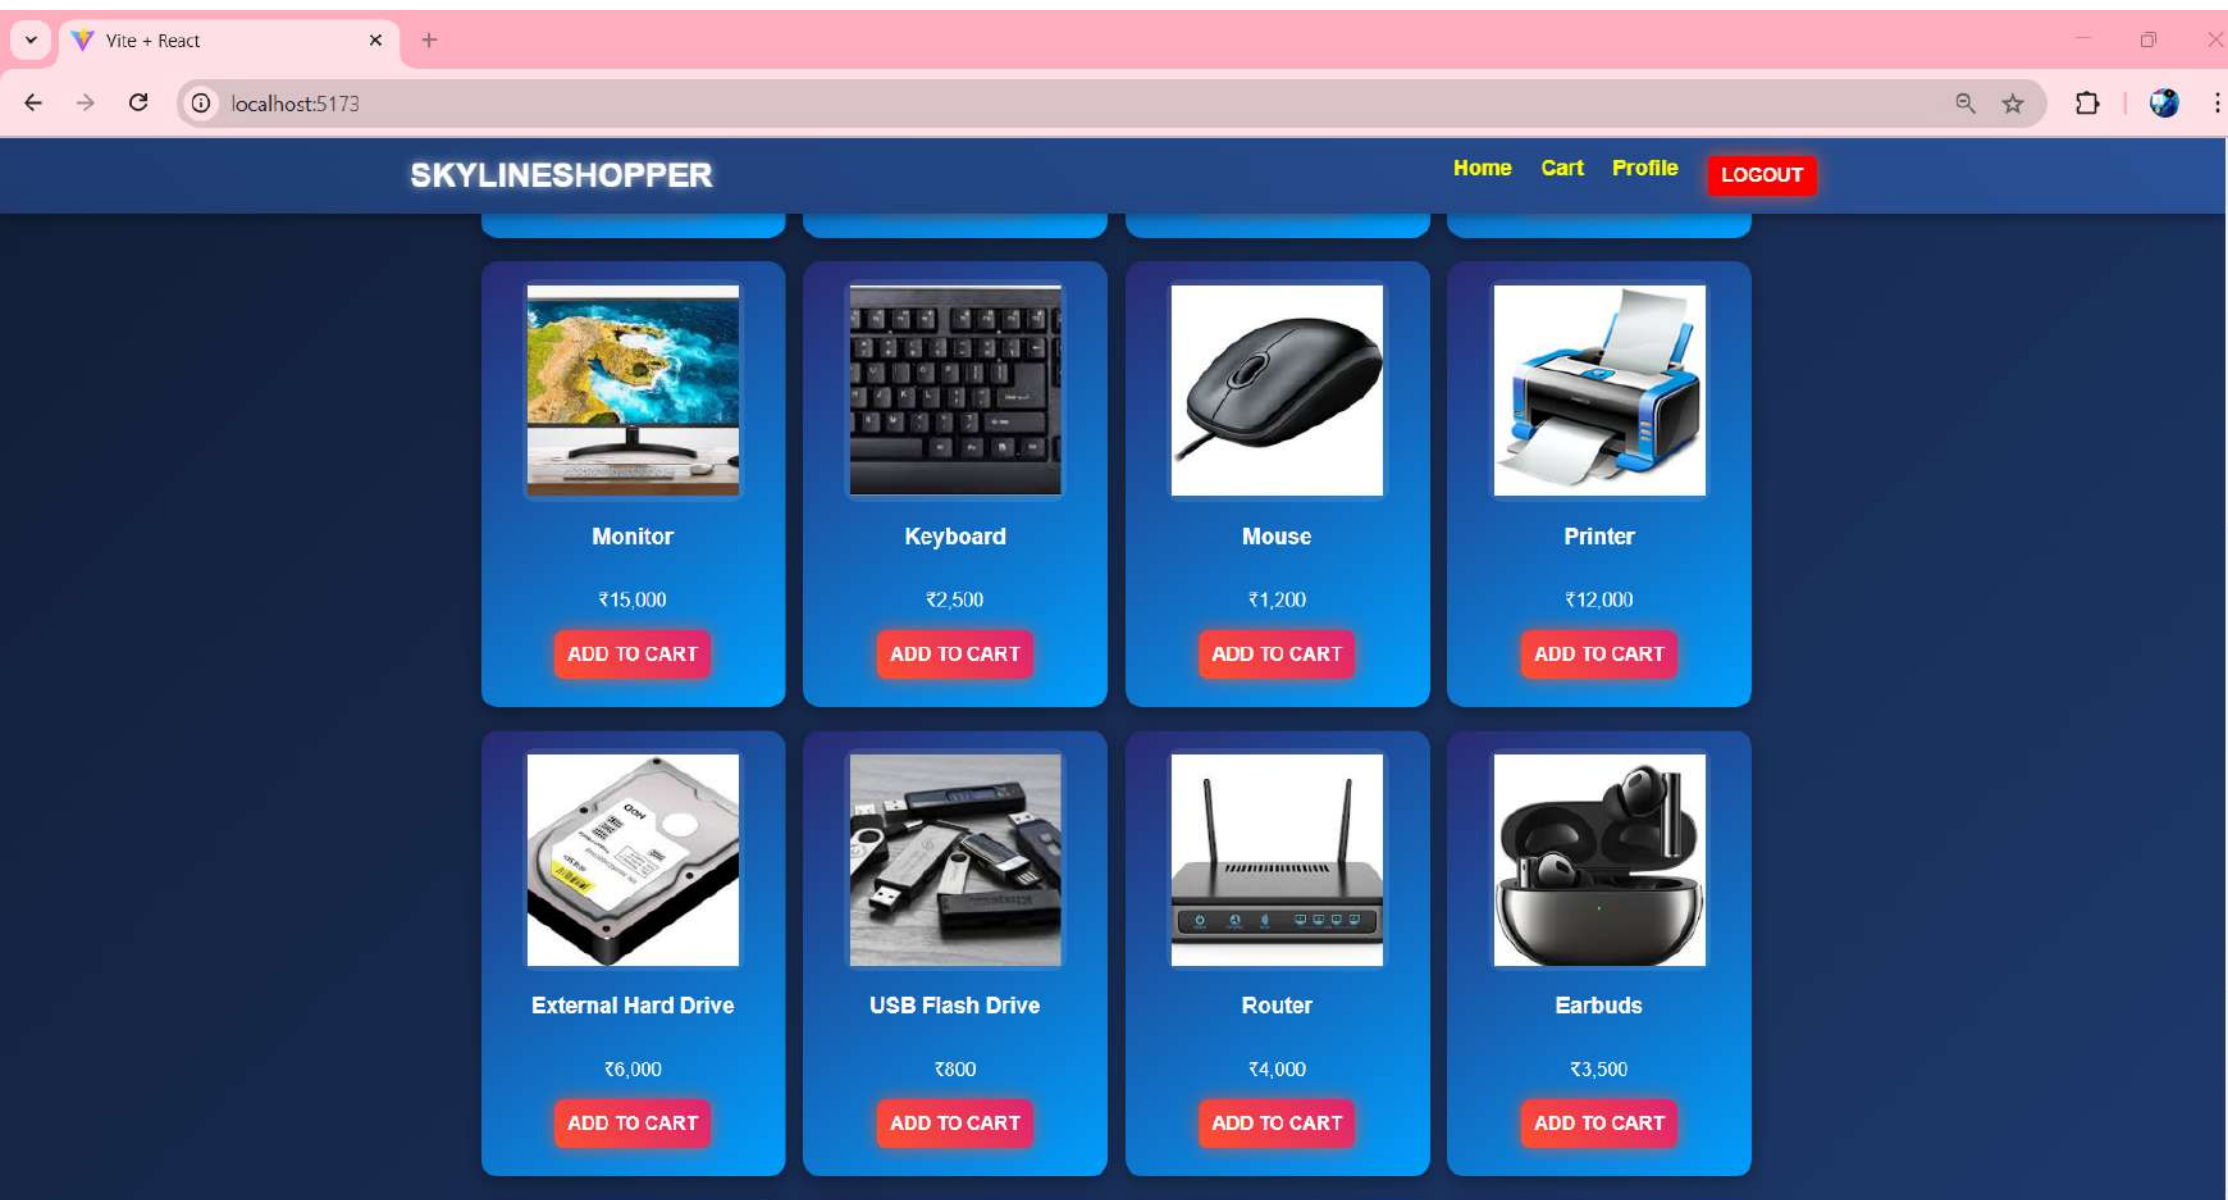 Vite + React
localhost:5173
SKYLINESHOPPER
Home Cart Profile LOGOUT
Monitor Keyboard Mouse Printer
₹15,000 ₹2,500 ₹1,200 ₹12,000
ADD TO CART ADD TO CART ADD TO CART ADD TO CART
External Hard Drive USB Flash Drive Router Earbuds
₹6,000 ₹800 ₹4,000 ₹3,500
ADD TO CART ADD TO CART ADD TO CART ADD TO CART